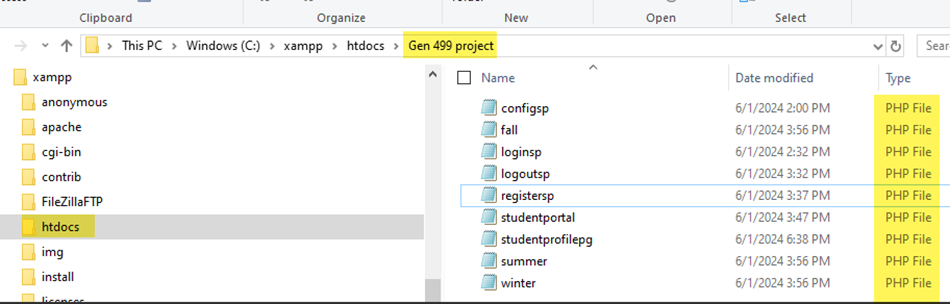 Clipboard Organize New Open Select
This PC Windows (C:) xampp htdocs Gen 499 project
xampp
anonymous
apache
cgi-bin
contrib
FileZillaFTP
htdocs
img
install
licenses
Name Date modified Type
configsp 6/1/2024 2:00 PM PHP File
fall 6/1/2024 3:56 PM PHP File
loginsp 6/1/2024 2:32 PM PHP File
logoutsp 6/1/2024 3:32 PM PHP File
registersp 6/1/2024 3:37 PM PHP File
studentportal 6/1/2024 3:47 PM PHP File
studentprofilepg 6/1/2024 6:38 PM PHP File
summer 6/1/2024 3:56 PM PHP File
winter 6/1/2024 3:56 PM PHP File